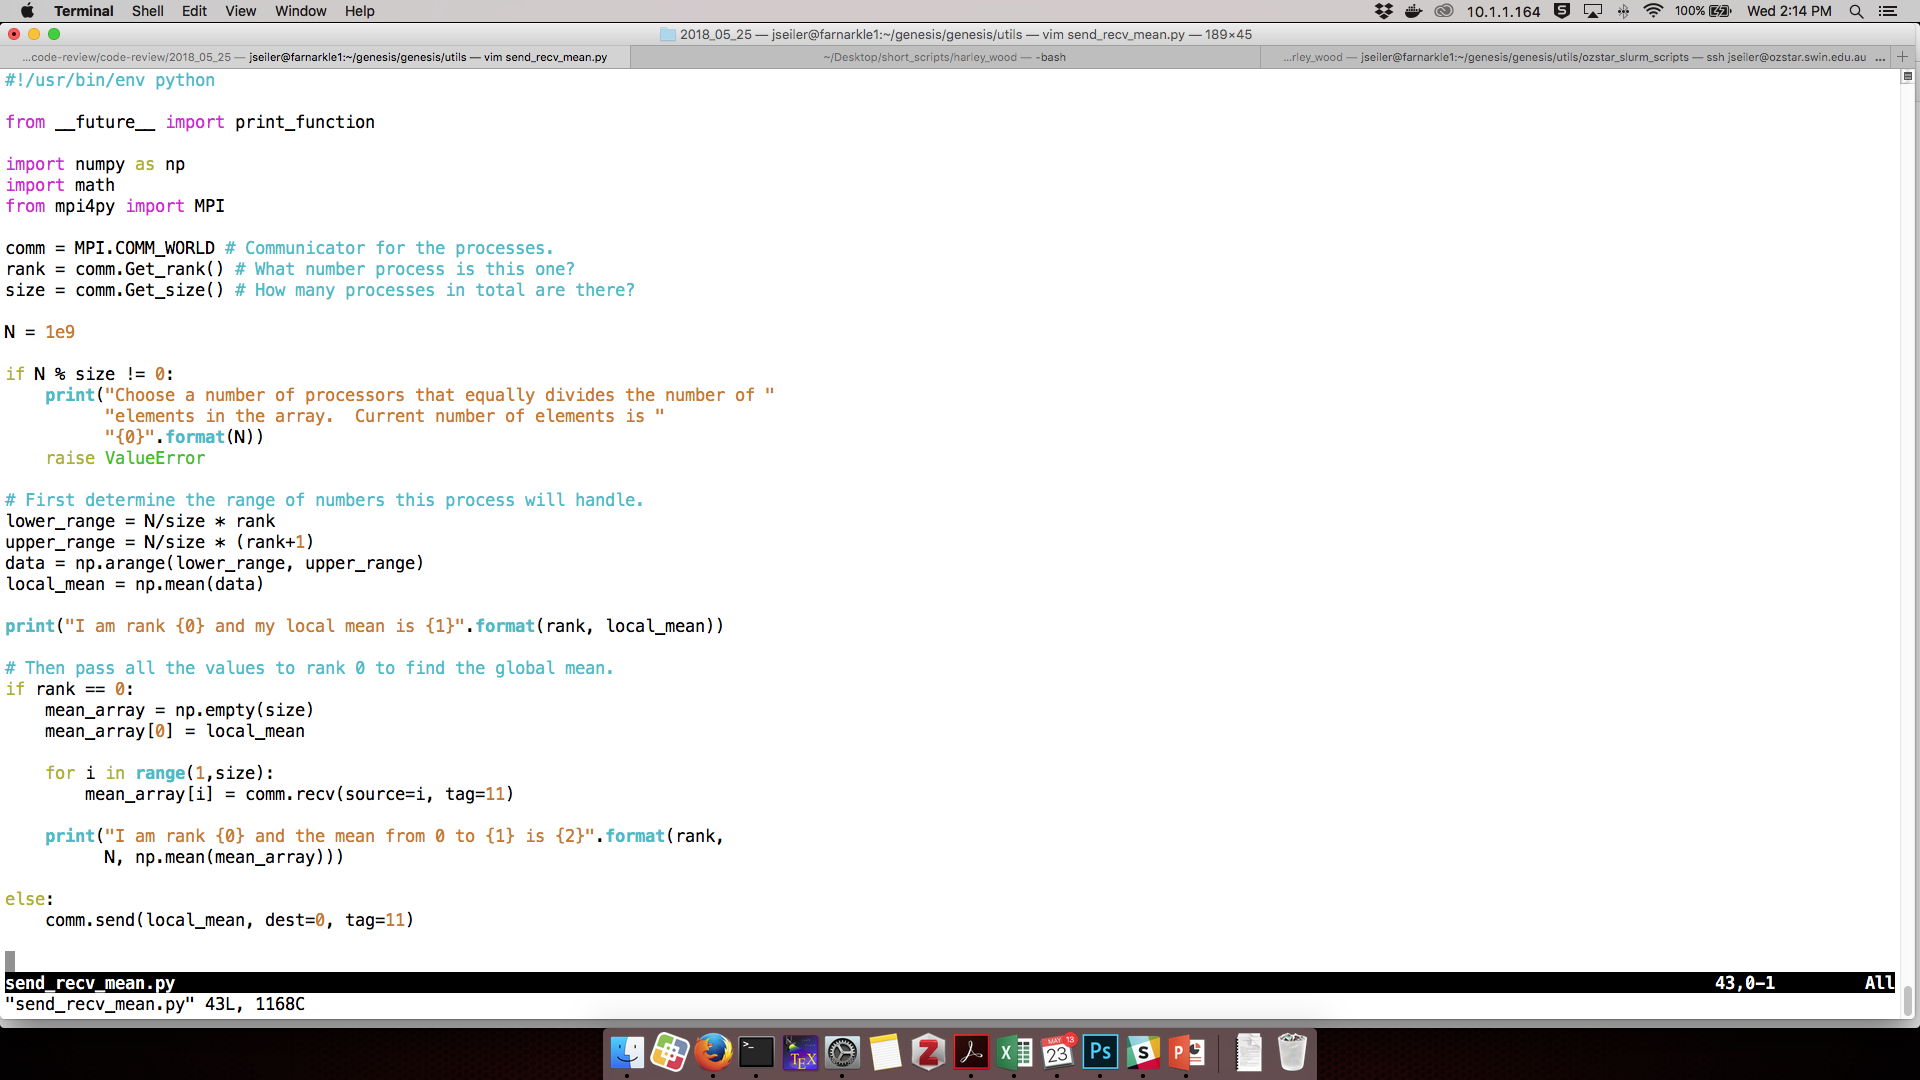 Terminal Shell Edit View Window Help 10.1.1.164 100% Wed 2:14 PM
2018_05_25 — jseiler@farnarkle1:~/genesis/genesis/utils — vim send_recv_mean.py — 189×45
...code-review/code-review/2018_05_25 — jseiler@farnarkle1:~/genesis/genesis/utils — vim send_recv_mean.py ~/Desktop/short_scripts/harley_wood — -bash ...rley_wood — jseiler@farnarkle1:~/genesis/genesis/utils/ozstar_slurm_scripts — ssh jseiler@ozstar.swin.edu.au ... +
#!/usr/bin/env python
from __future__ import print_function
import numpy as np
import math
from mpi4py import MPI
comm = MPI.COMM_WORLD # Communicator for the processes.
rank = comm.Get_rank() # What number process is this one?
size = comm.Get_size() # How many processes in total are there?
N = 1e9
if N % size != 0:
    print("Choose a number of processors that equally divides the number of "
          "elements in the array.  Current number of elements is "
          "{0}".format(N))
    raise ValueError
# First determine the range of numbers this process will handle.
lower_range = N/size * rank
upper_range = N/size * (rank+1)
data = np.arange(lower_range, upper_range)
local_mean = np.mean(data)
print("I am rank {0} and my local mean is {1}".format(rank, local_mean))
# Then pass all the values to rank 0 to find the global mean.
if rank == 0:
    mean_array = np.empty(size)
    mean_array[0] = local_mean
    for i in range(1,size):
        mean_array[i] = comm.recv(source=i, tag=11)
    print("I am rank {0} and the mean from 0 to {1} is {2}".format(rank,
          N, np.mean(mean_array)))
else:
    comm.send(local_mean, dest=0, tag=11)
send_recv_mean.py 43,0-1 All
"send_recv_mean.py" 43L, 1168C
>_ TEX Z X MAY 13 23 Ps S P